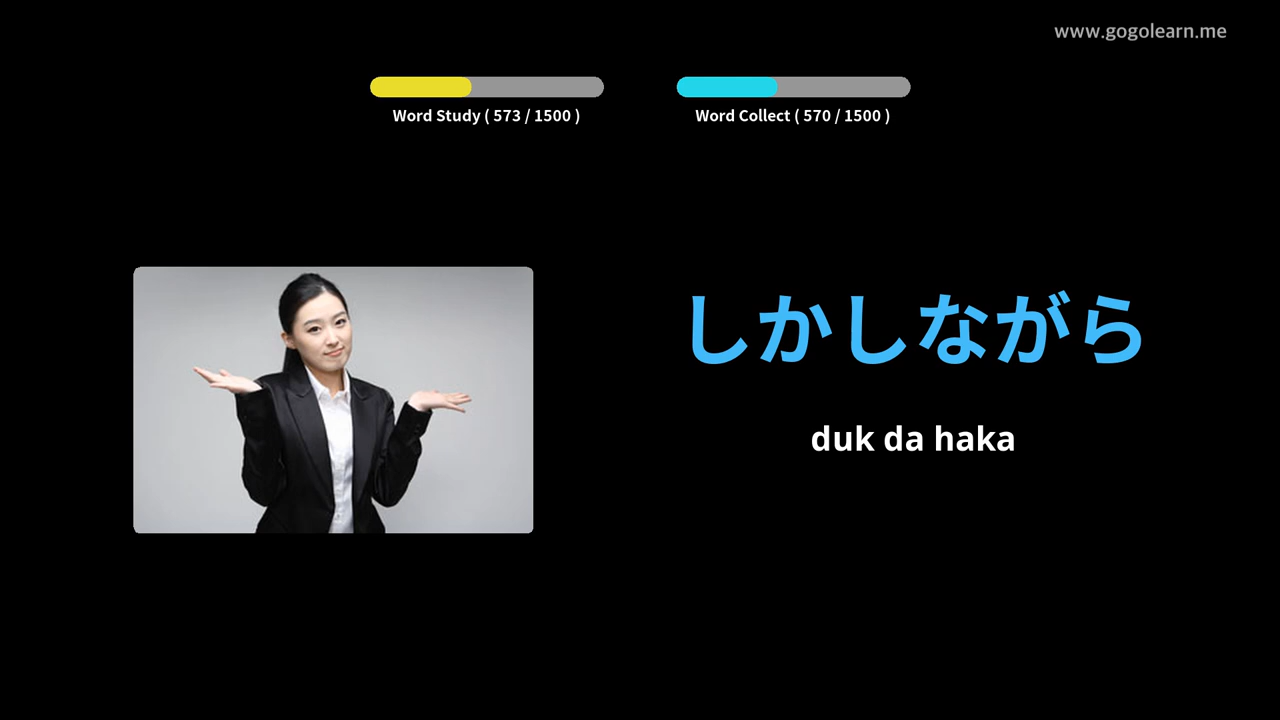 www.gogolearn.me
Word Study ( 573 / 1500 )
Word Collect ( 570 / 1500 )
しかしながら
duk da haka